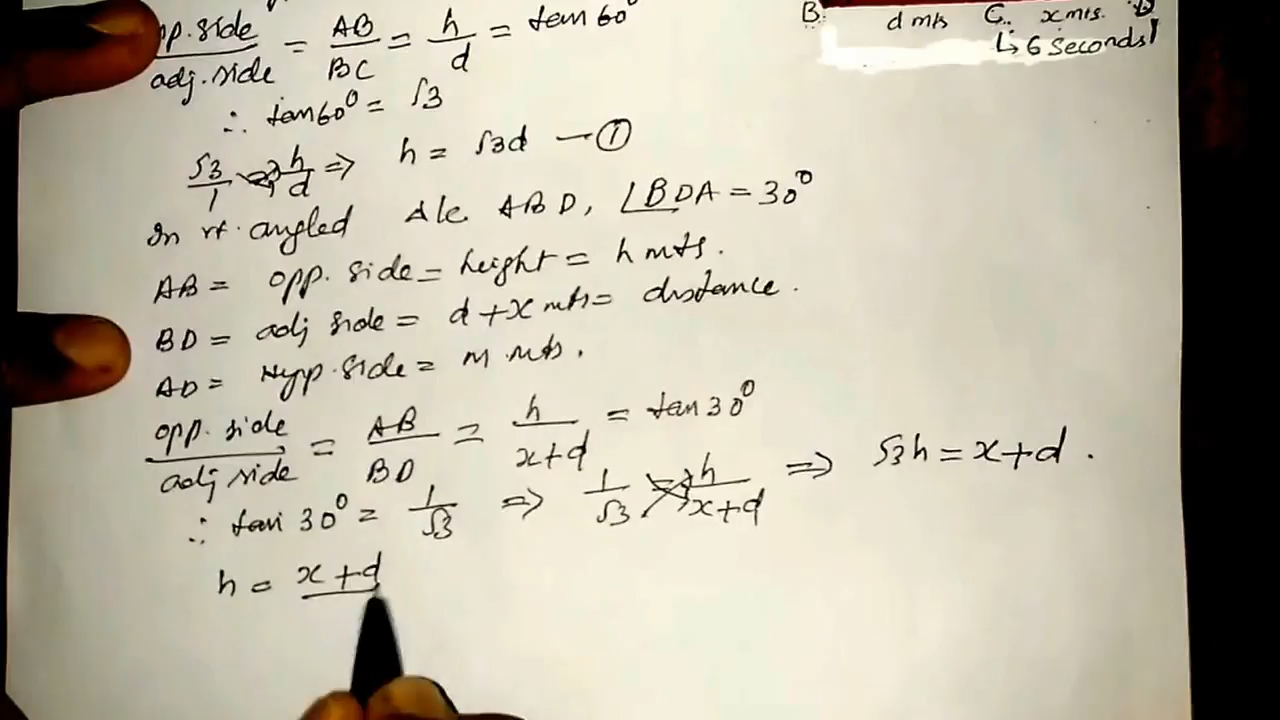 pp. side / adj. side = AB / BC = h / d = tan 60°
B. d mts C. x mts. D
↳ 6 seconds
∴ tan 60° = √3
√3 / 1 = h / d ⇒ h = √3d — ①
In rt. angled Δle ABD, ∠BDA = 30°
AB = opp. side = height = h mts.
BD = adj side = d + x mts = distance.
AD = Hyp. side = m mts.
opp. side / adj side = AB / BD = h / x+d = tan 30°
∴ tan 30° = 1 / √3 ⇒ 1 / √3 = h / x+d ⇒ √3h = x+d.
h = x+d